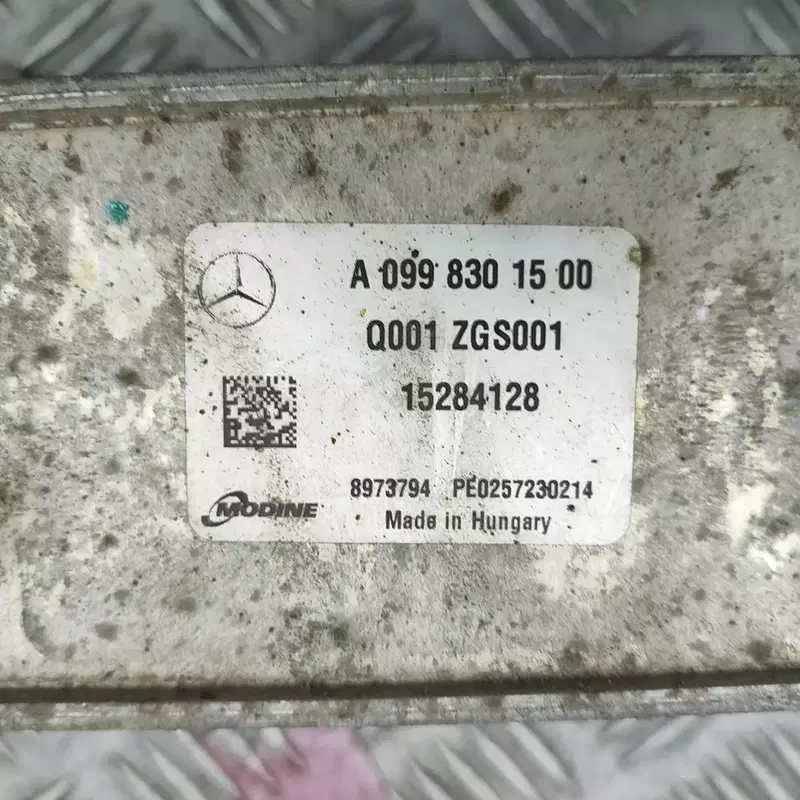 A 099 830 15 00
Q001 ZGS001
15284128
8973794 PE0257230214
MODINE
Made in Hungary